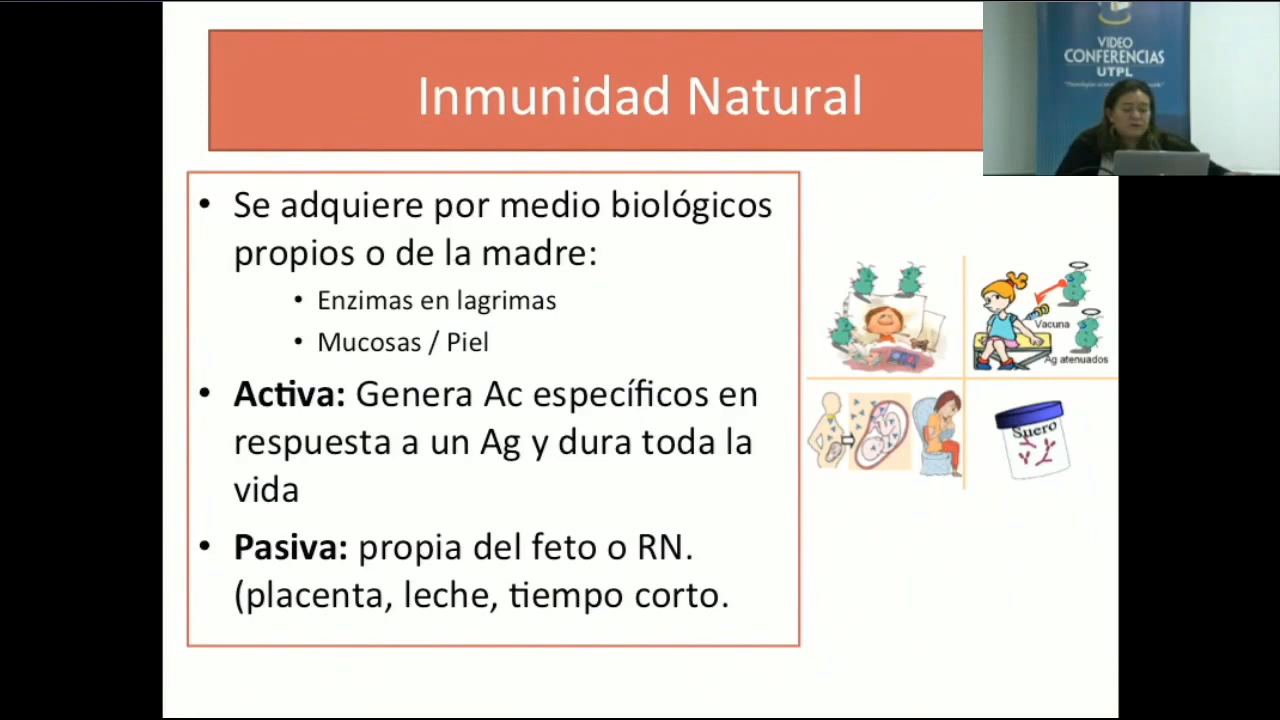 Inmunidad Natural
VIDEO
CONFERENCIAS
UTPL
• Se adquiere por medio biológicos
propios o de la madre:
• Enzimas en lagrimas
• Mucosas / Piel
• Activa: Genera Ac específicos en
respuesta a un Ag y dura toda la
vida
• Pasiva: propia del feto o RN.
(placenta, leche, tiempo corto.
Vacuna
Ag atenuados
Suero